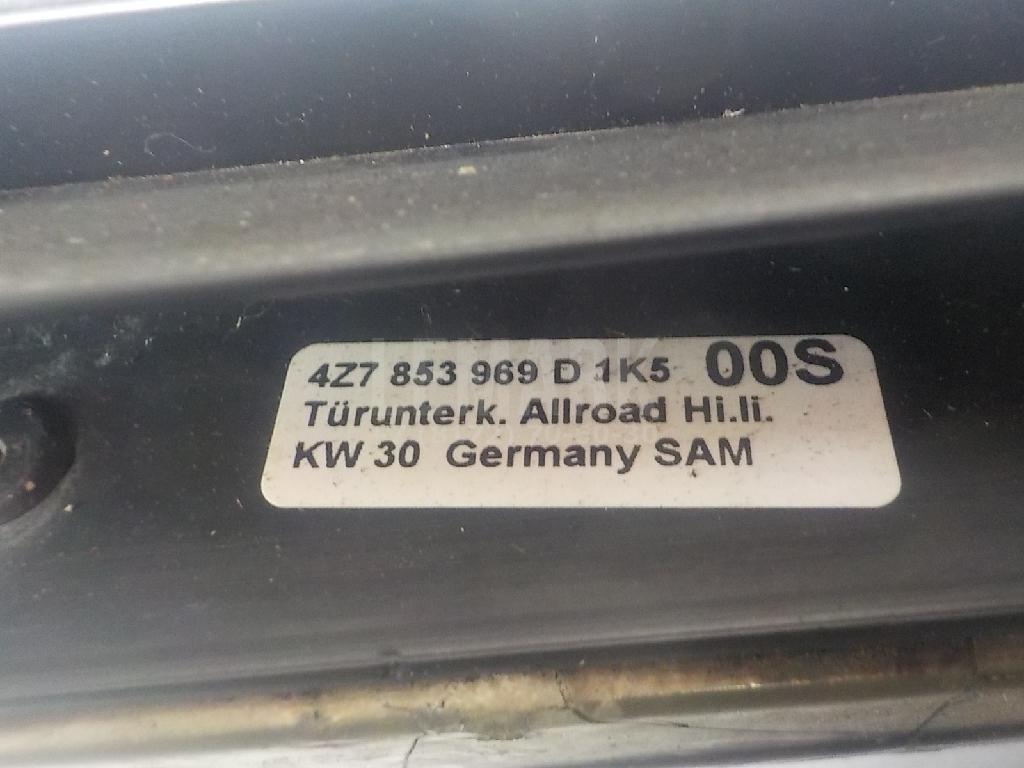 4Z7 853 969 D 1K5 00S
Türunterk. Allroad Hi.li.
KW 30 Germany SAM